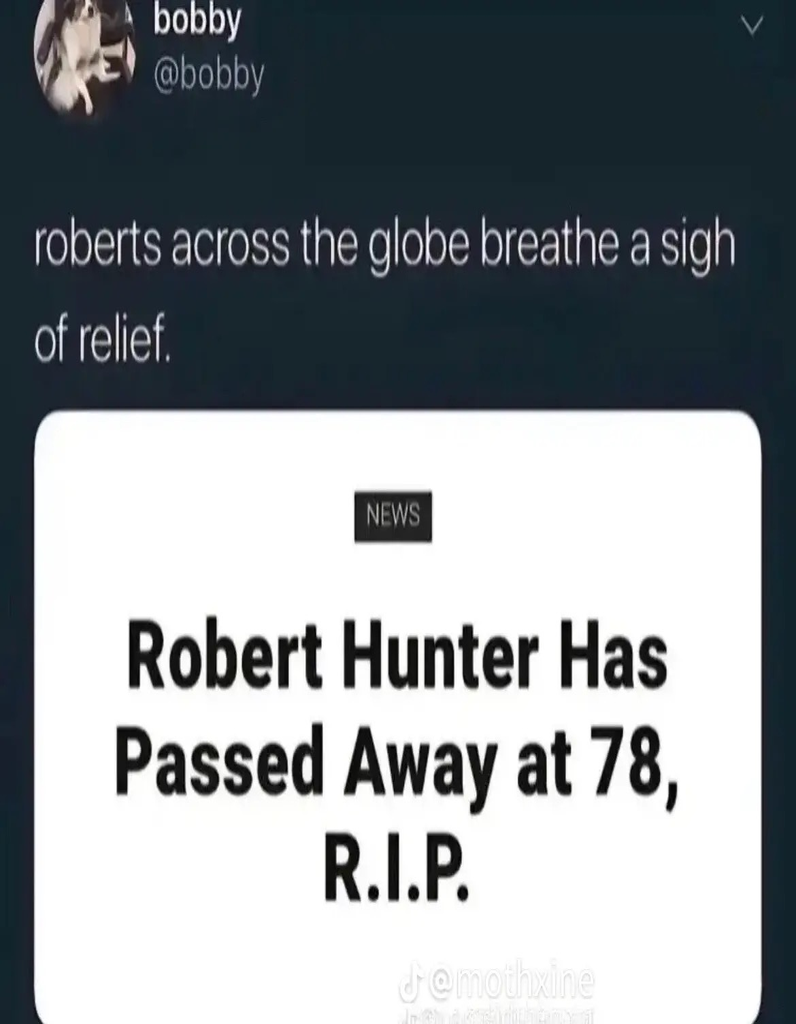 bobby
@bobby
roberts across the globe breathe a sigh
of relief.
NEWS
Robert Hunter Has
Passed Away at 78,
R.I.P.
@mothxine